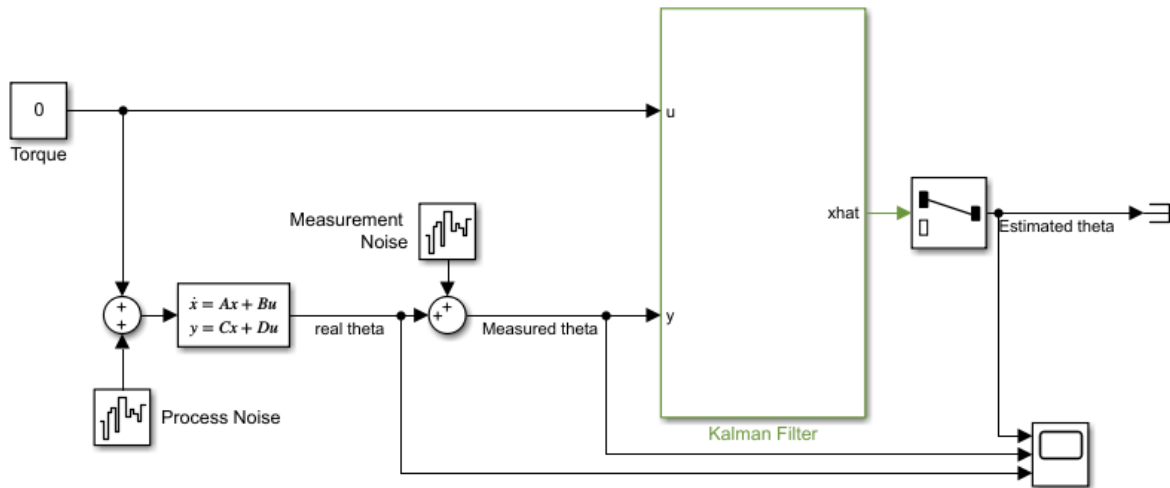 0
Torque
u
Measurement
Noise
xhat
Estimated theta
+
+
ẋ = Ax + Bu
y = Cx + Du
real theta
+
+
Measured theta
y
Process Noise
Kalman Filter